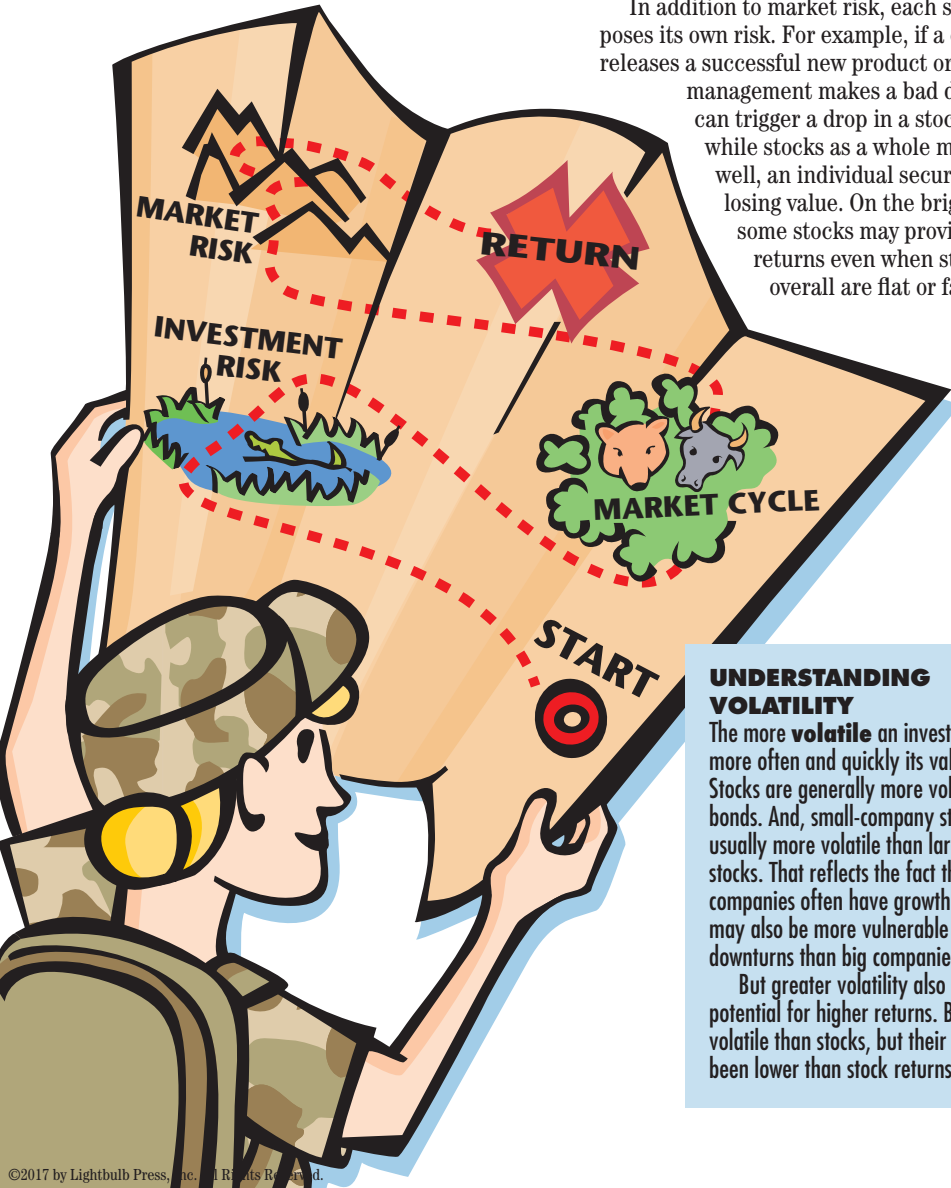 In addition to market risk, each s
poses its own risk. For example, if a
releases a successful new product or
management makes a bad d
can trigger a drop in a stoc
while stocks as a whole m
well, an individual secur
losing value. On the brig
some stocks may provi
returns even when st
overall are flat or fa
MARKET
RISK
RETURN
INVESTMENT
RISK
MARKET CYCLE
START
UNDERSTANDING
VOLATILITY
The more volatile an invest
more often and quickly its val
Stocks are generally more vol
bonds. And, small-company st
usually more volatile than lar
stocks. That reflects the fact th
companies often have growth
may also be more vulnerable
downturns than big companie
But greater volatility also
potential for higher returns. B
volatile than stocks, but their
been lower than stock returns
©2017 by Lightbulb Press, Inc. All Rights Reserved.